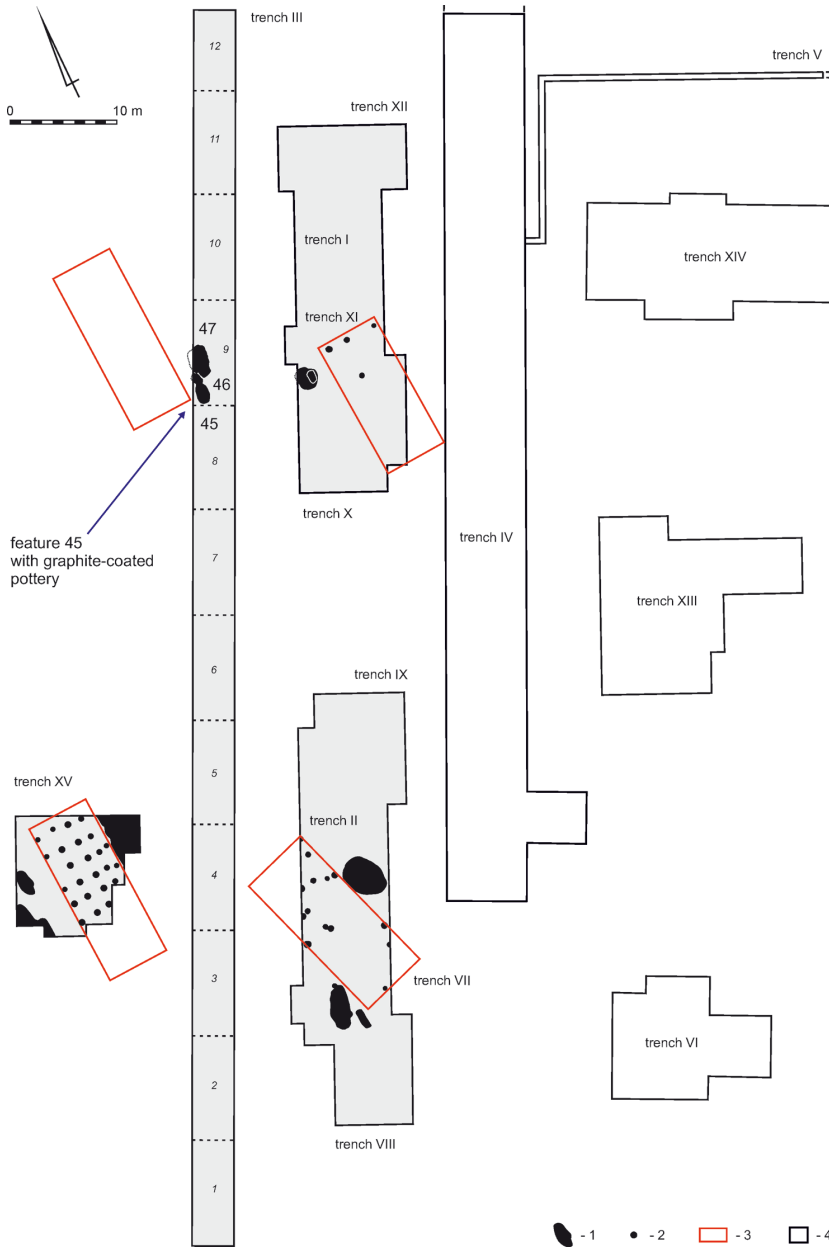 trench III
12
trench V
0 10 m
trench XII
11
trench I
10
trench XIV
trench XI
47
9
46
45
8
trench X
feature 45
with graphite-coated
pottery
7
trench IV
trench XIII
6
trench IX
trench XV
5
trench II
4
3
trench VII
trench VI
2
trench VIII
1
- 1
- 2
- 3
- 4